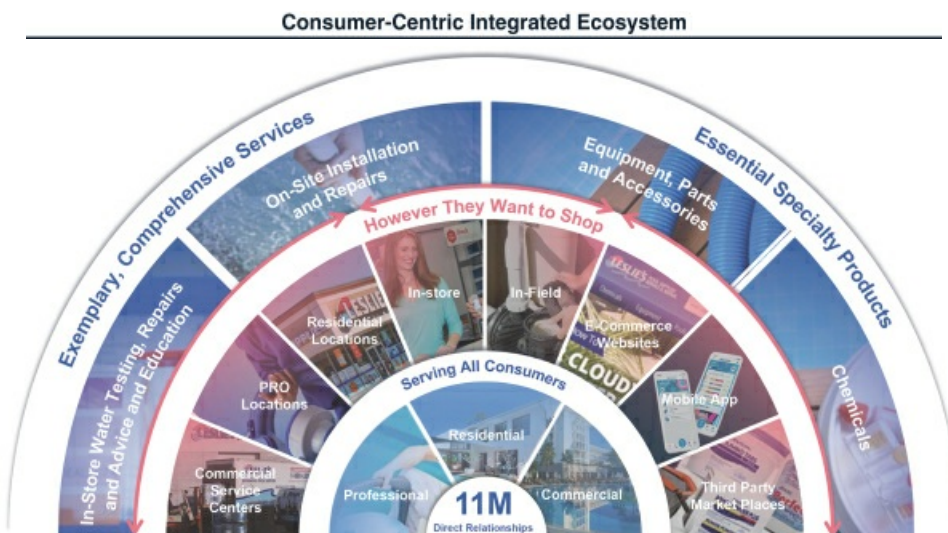 Consumer-Centric Integrated Ecosystem
Exemplary, Comprehensive Services
Essential Specialty Products
On-Site Installation
and Repairs
Equipment, Parts
and Accessories
In-Store Water Testing, Repairs
and Advice and Education
Chemicals
However They Want to Shop
Commercial
Service
Centers
PRO
Locations
LESLIE
Residential
Locations
In-store
In-Field
LESLIE'S
E-Commerce
Websites
CLOUD
Mobile App
Third Party
Market Places
Serving All Consumers
Professional
Residential
Commercial
11M
Direct Relationships